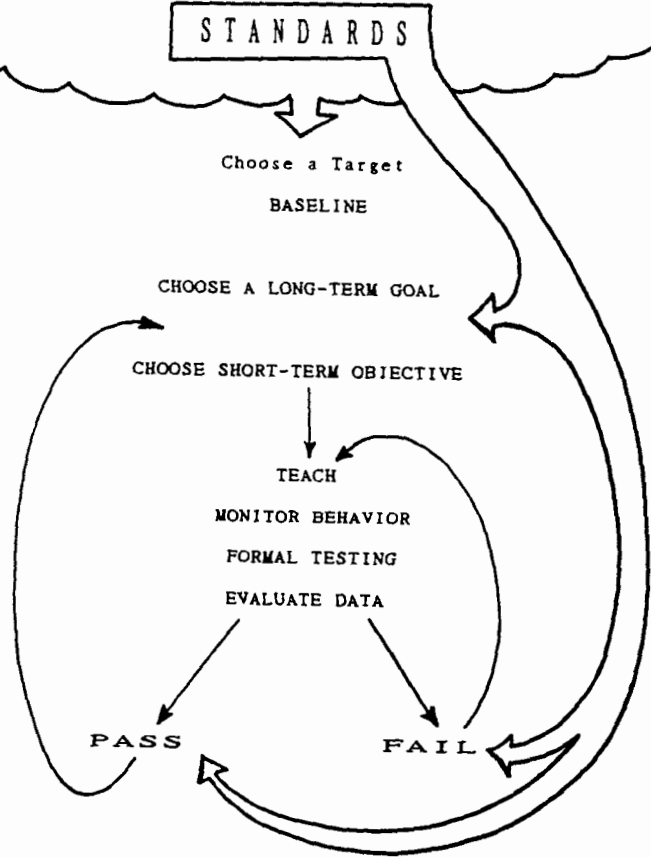 STANDARDS
Choose a Target
BASELINE
CHOOSE A LONG-TERM GOAL
CHOOSE SHORT-TERM OBJECTIVE
TEACH
MONITOR BEHAVIOR
FORMAL TESTING
EVALUATE DATA
PASS
FAIL